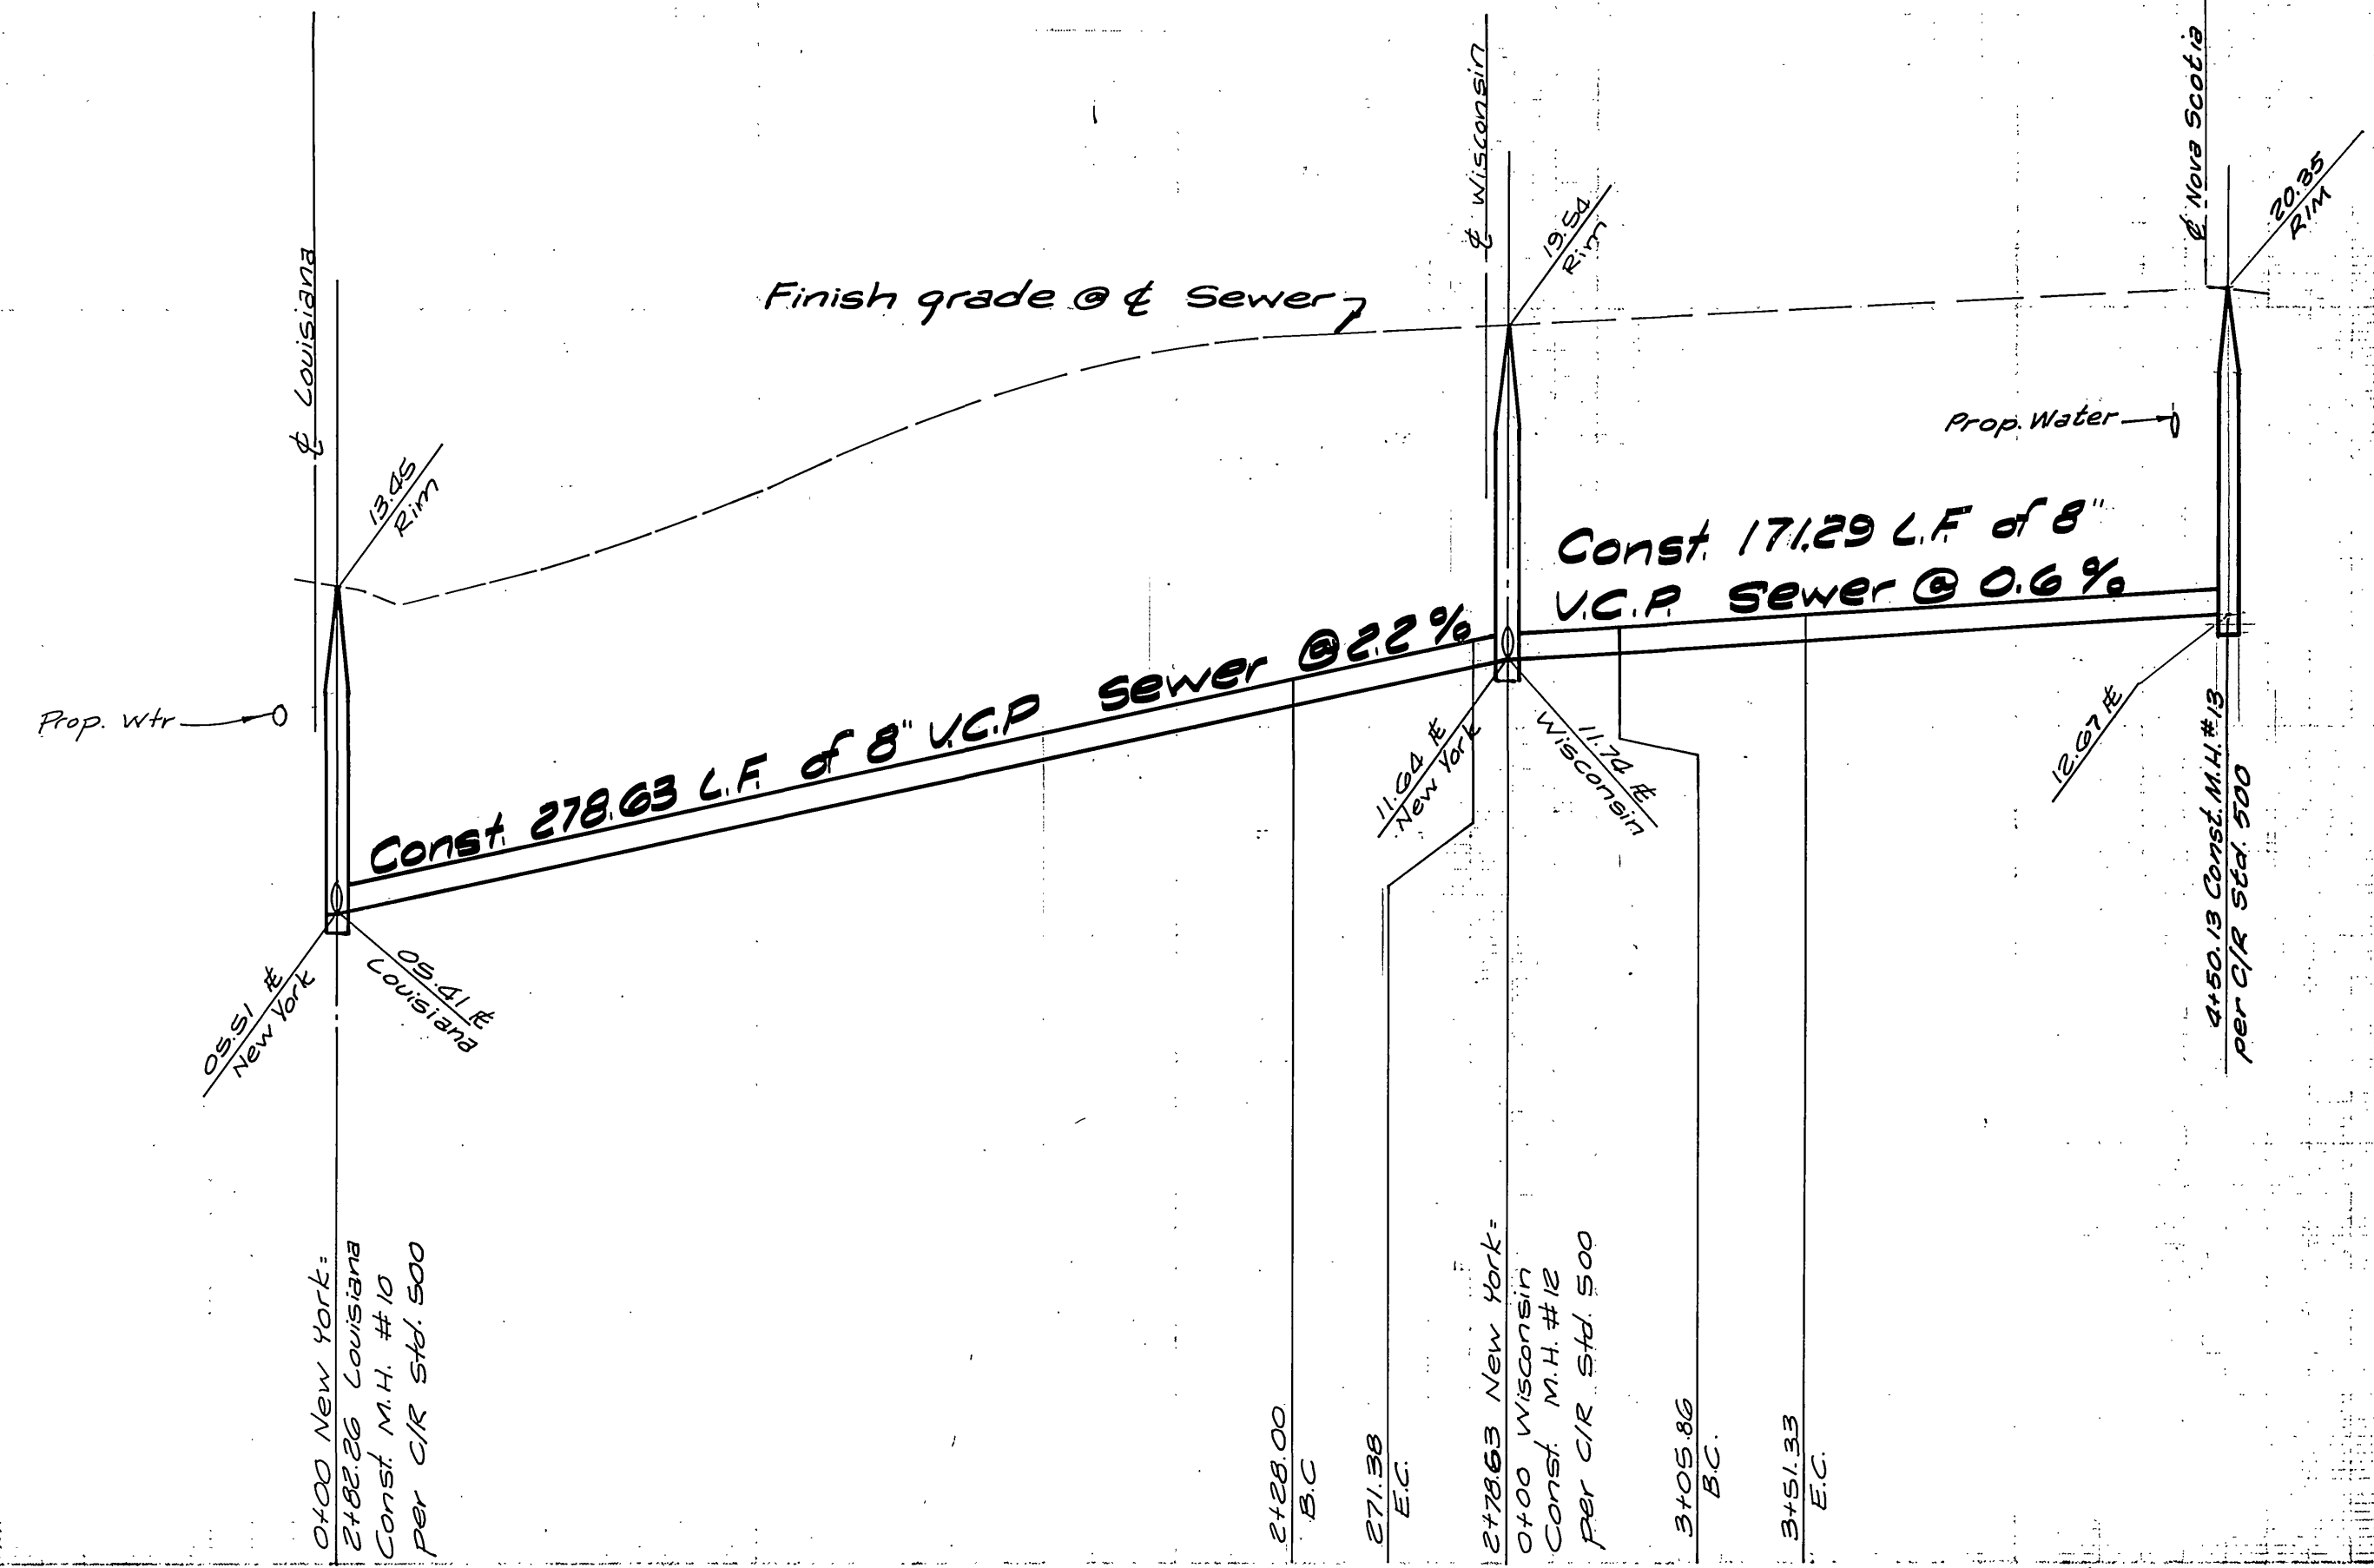 ℄ Louisiana
℄ Wisconsin
℄ Nova Scotia
Finish grade @ ℄ Sewer
13.45
Rim
19.54
Rim
20.35
RIM
Prop. Water
Prop. Wtr
Const. 278.63 L.F. of 8" V.C.P Sewer @ 2.2 %
Const. 171.29 L.F. of 8"
V.C.P. Sewer @ 0.6 %
05.51 ℄
New York
05.41 ℄
Louisiana
11.64 ℄
New York
11.74 ℄
Wisconsin
12.67 ℄
0+00 New York =
2+82.26 Louisiana
Const. M.H. #10
per C/R Std. 500
2+28.00
B.C
271.38
E.C.
2+78.63 New York =
0+00 Wisconsin
Const. M.H. #12
per C/R Std. 500
3+05.86
B.C.
3+51.33
E.C.
4+50.13 Const. M.H. #13
per C/R Std. 500